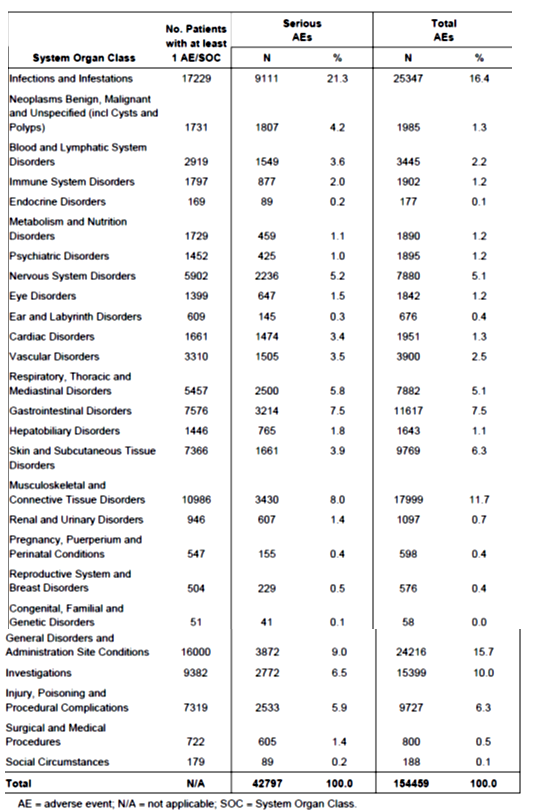 No. Patients with at least 1 AE/SOC Serious AEs Total AEs
System Organ Class N % N %
Infections and Infestations 17229 9111 21.3 25347 16.4
Neoplasms Benign, Malignant
and Unspecified (incl Cysts and
Polyps) 1731 1807 4.2 1985 1.3
Blood and Lymphatic System
Disorders 2919 1549 3.6 3445 2.2
Immune System Disorders 1797 877 2.0 1902 1.2
Endocrine Disorders 169 89 0.2 177 0.1
Metabolism and Nutrition
Disorders 1729 459 1.1 1890 1.2
Psychiatric Disorders 1452 425 1.0 1895 1.2
Nervous System Disorders 5902 2236 5.2 7880 5.1
Eye Disorders 1399 647 1.5 1842 1.2
Ear and Labyrinth Disorders 609 145 0.3 676 0.4
Cardiac Disorders 1661 1474 3.4 1951 1.3
Vascular Disorders 3310 1505 3.5 3900 2.5
Respiratory, Thoracic and
Mediastinal Disorders 5457 2500 5.8 7882 5.1
Gastrointestinal Disorders 7576 3214 7.5 11617 7.5
Hepatobiliary Disorders 1446 765 1.8 1643 1.1
Skin and Subcutaneous Tissue 7366 1661 3.9 9769 6.3
Disorders
Musculoskeletal and
Connective Tissue Disorders 10986 3430 8.0 17999 11.7
Renal and Urinary Disorders 946 607 1.4 1097 0.7
Pregnancy, Puerperium and
Perinatal Conditions 547 155 0.4 598 0.4
Reproductive System and
Breast Disorders 504 229 0.5 576 0.4
Congenital, Familial and
Genetic Disorders 51 41 0.1 58 0.0
General Disorders and
Administration Site Conditions 16000 3872 9.0 24216 15.7
Investigations 9382 2772 6.5 15399 10.0
Injury, Poisoning and
Procedural Complications 7319 2533 5.9 9727 6.3
Surgical and Medical
Procedures 722 605 1.4 800 0.5
Social Circumstances 179 89 0.2 188 0.1
Total N/A 42797 100.0 154459 100.0
AE = adverse event; N/A = not applicable; SOC = System Organ Class.